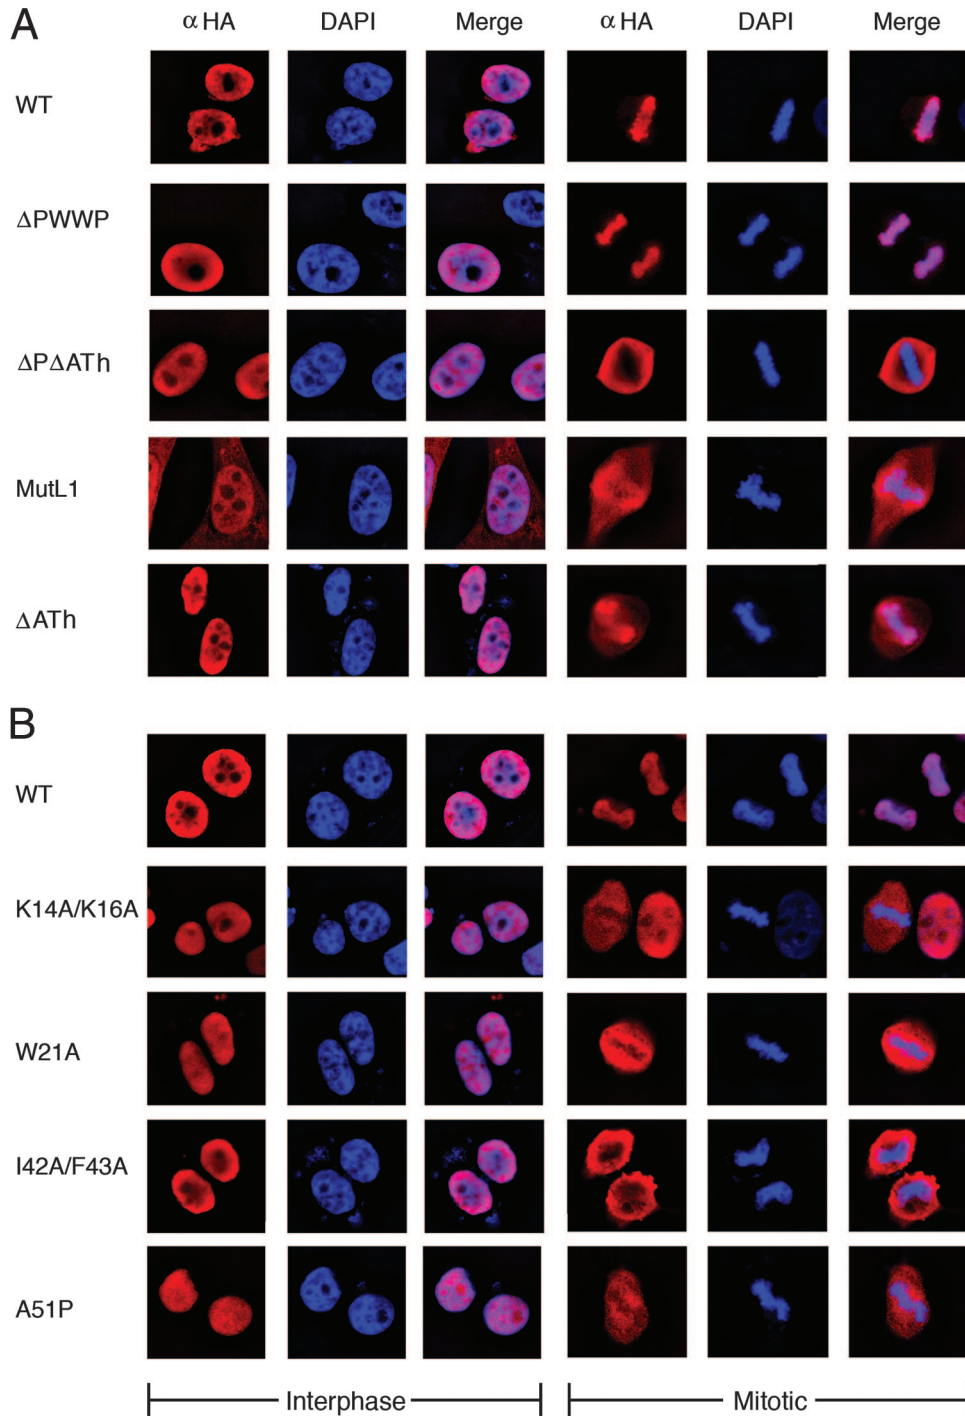 A
α HA DAPI Merge α HA DAPI Merge
WT
ΔPWWP
ΔPΔATh
MutL1
ΔATh
B
WT
K14A/K16A
W21A
I42A/F43A
A51P
Interphase Mitotic